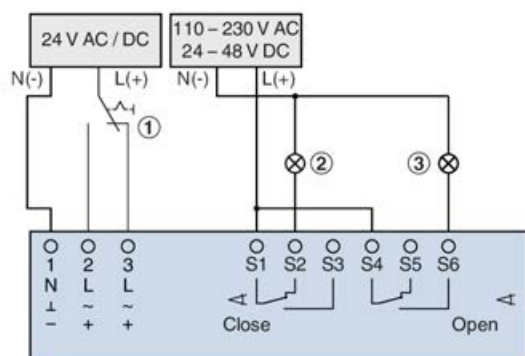 24 V AC / DC
110 – 230 V AC
24 – 48 V DC
N(-) L(+) N(-) L(+)
①
② ③
1 2 3 S1 S2 S3 S4 S5 S6
N L L
⊥ ~ ~
– + +
Close Open